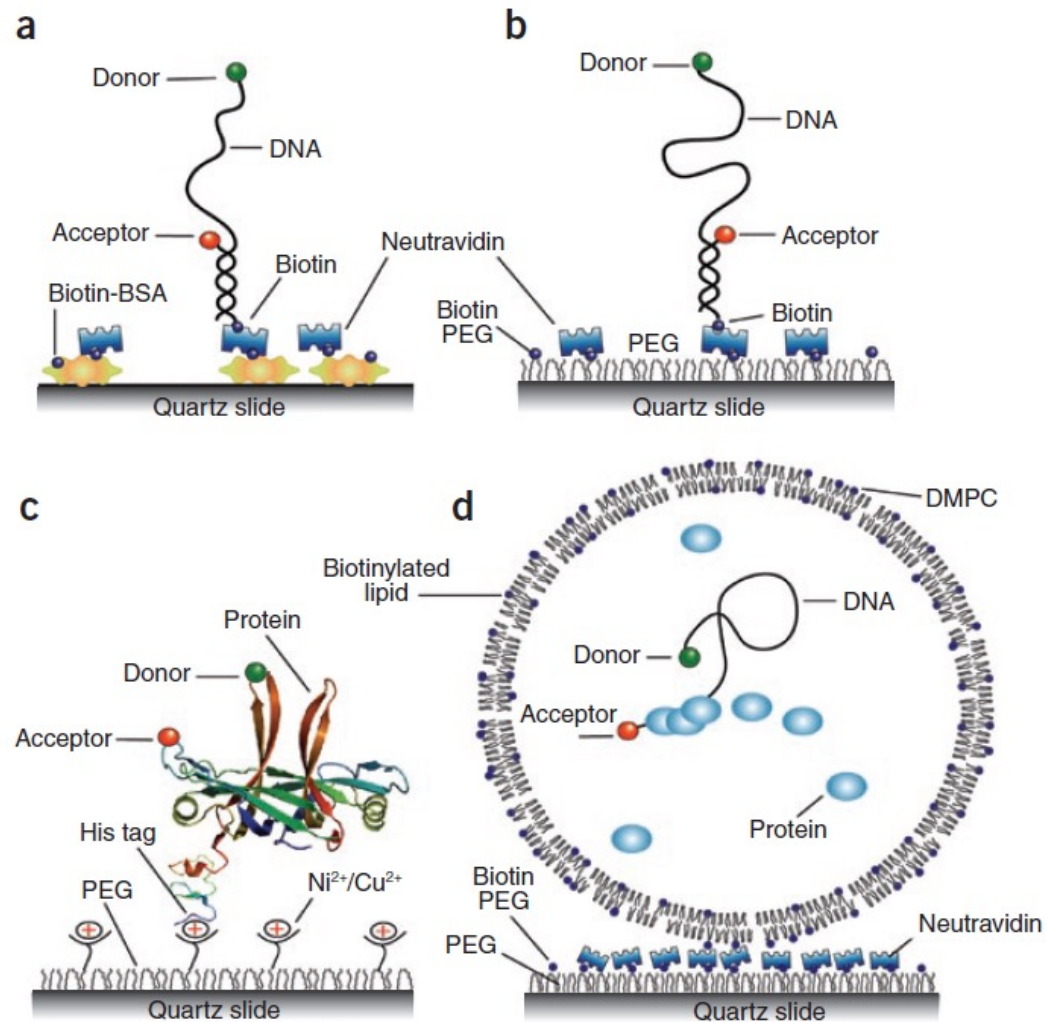 a
Donor
DNA
Acceptor
Biotin
Neutravidin
Biotin-BSA
Quartz slide
b
Donor
DNA
Acceptor
Biotin
PEG
PEG
Biotin
Quartz slide
c
Protein
Donor
Acceptor
His tag
PEG
Ni²⁺/Cu²⁺
+
+
+
+
Quartz slide
d
DMPC
Biotinylated
lipid
DNA
Donor
Acceptor
Protein
Biotin
PEG
PEG
Neutravidin
Quartz slide